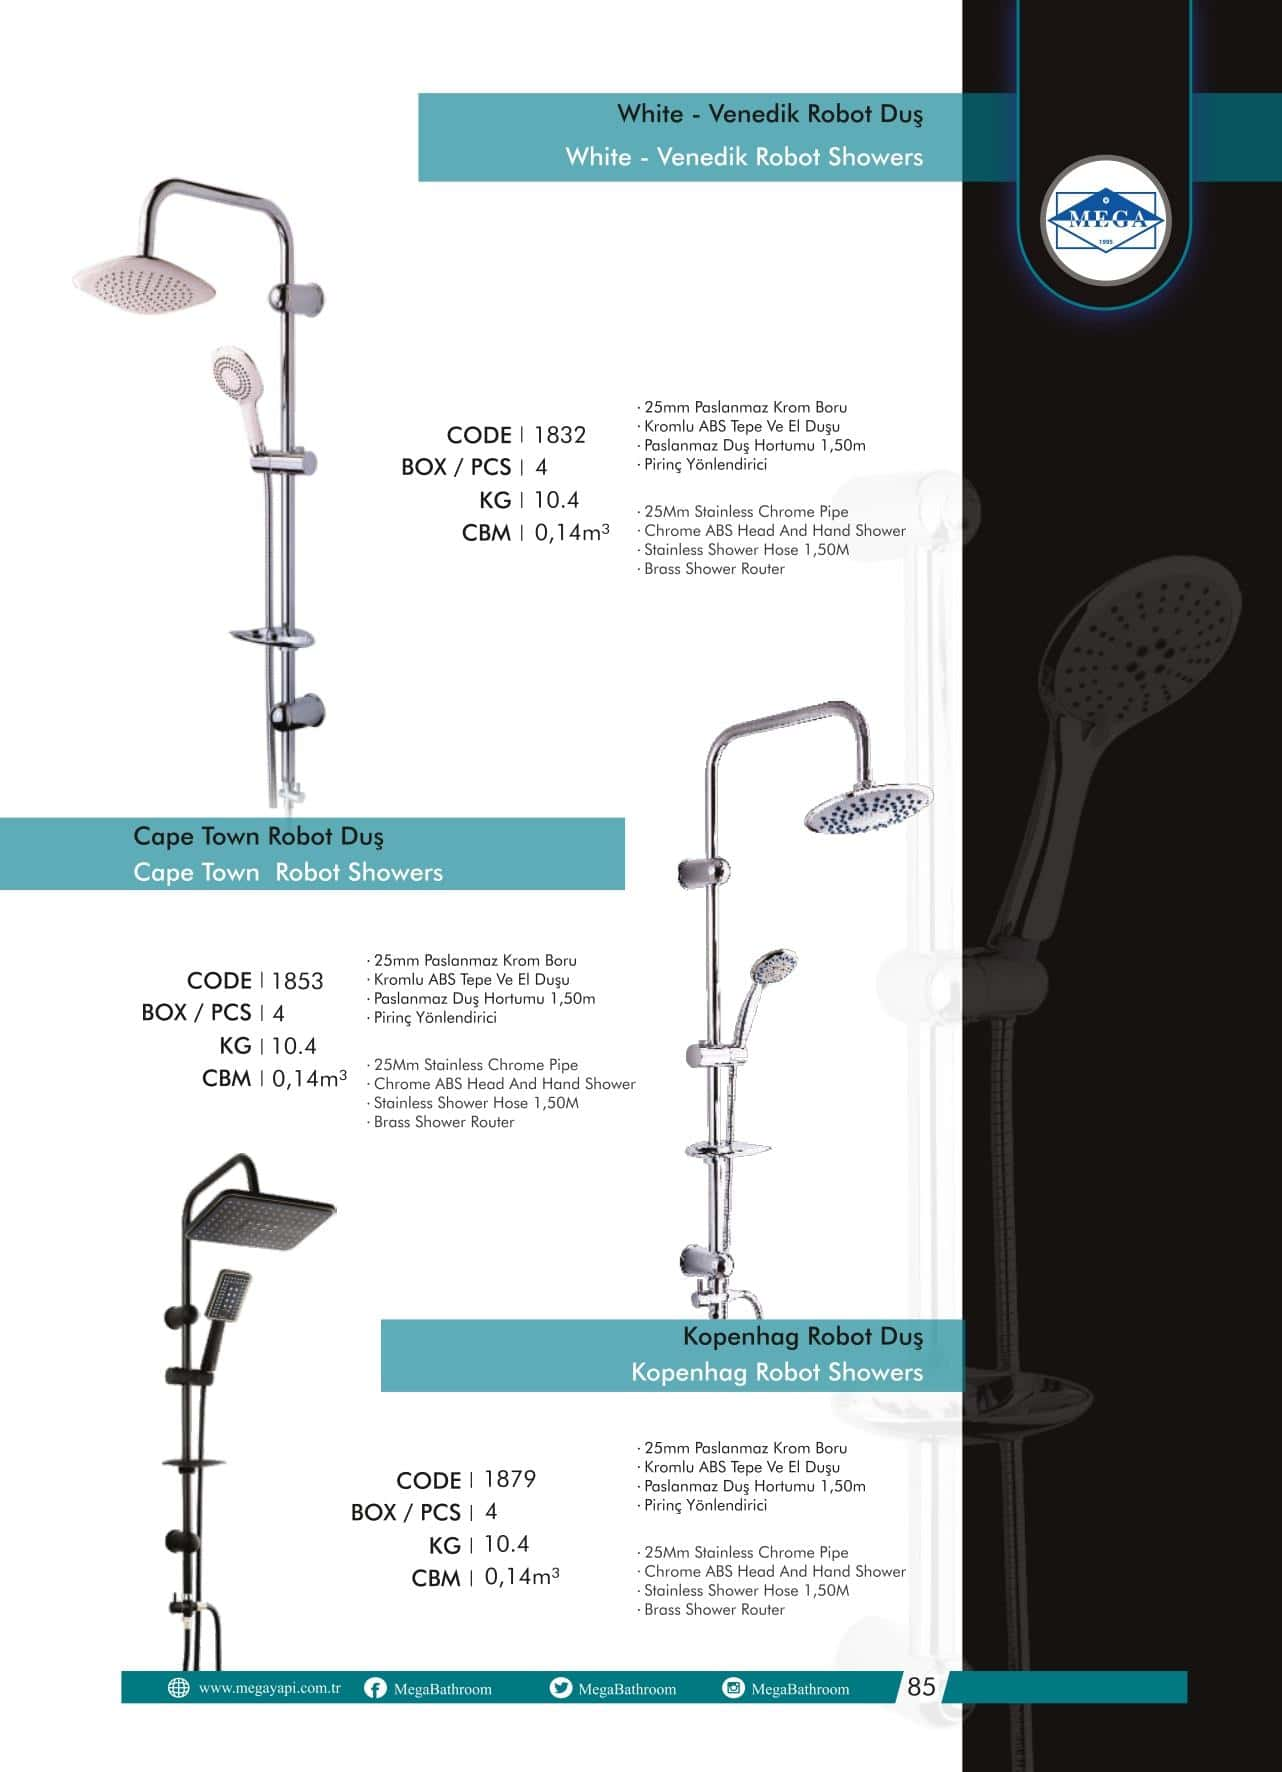 White - Venedik Robot Duş
White - Venedik Robot Showers
MEGA
1995
CODE | 1832
BOX / PCS | 4
KG | 10.4
CBM | 0,14m³
· 25mm Paslanmaz Krom Boru
· Kromlu ABS Tepe Ve El Duşu
· Paslanmaz Duş Hortumu 1,50m
· Pirinç Yönlendirici
· 25Mm Stainless Chrome Pipe
· Chrome ABS Head And Hand Shower
· Stainless Shower Hose 1,50M
· Brass Shower Router
Cape Town Robot Duş
Cape Town  Robot Showers
CODE | 1853
BOX / PCS | 4
KG | 10.4
CBM | 0,14m³
· 25mm Paslanmaz Krom Boru
· Kromlu ABS Tepe Ve El Duşu
· Paslanmaz Duş Hortumu 1,50m
· Pirinç Yönlendirici
· 25Mm Stainless Chrome Pipe
· Chrome ABS Head And Hand Shower
· Stainless Shower Hose 1,50M
· Brass Shower Router
Kopenhag Robot Duş
Kopenhag Robot Showers
CODE | 1879
BOX / PCS | 4
KG | 10.4
CBM | 0,14m³
· 25mm Paslanmaz Krom Boru
· Kromlu ABS Tepe Ve El Duşu
· Paslanmaz Duş Hortumu 1,50m
· Pirinç Yönlendirici
· 25Mm Stainless Chrome Pipe
· Chrome ABS Head And Hand Shower
· Stainless Shower Hose 1,50M
· Brass Shower Router
www.megayapi.com.tr MegaBathroom MegaBathroom MegaBathroom 85